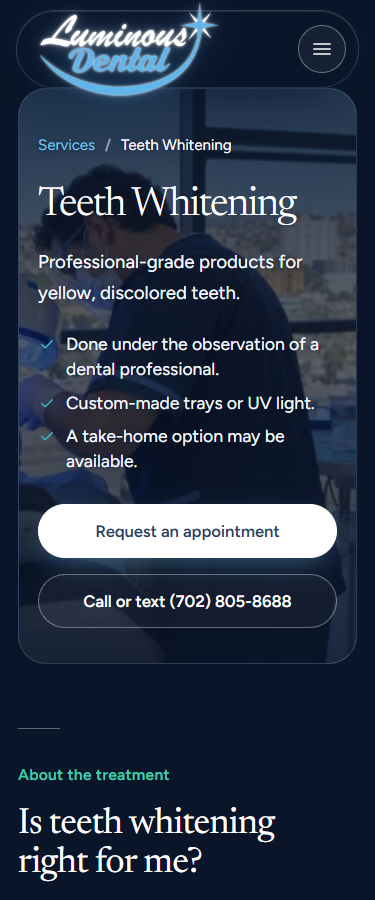 Luminous
Dental
Services / Teeth Whitening
Teeth Whitening
Professional-grade products for
yellow, discolored teeth.
Done under the observation of a
dental professional.
Custom-made trays or UV light.
A take-home option may be
available.
Request an appointment
Call or text (702) 805-8688
About the treatment
Is teeth whitening
right for me?